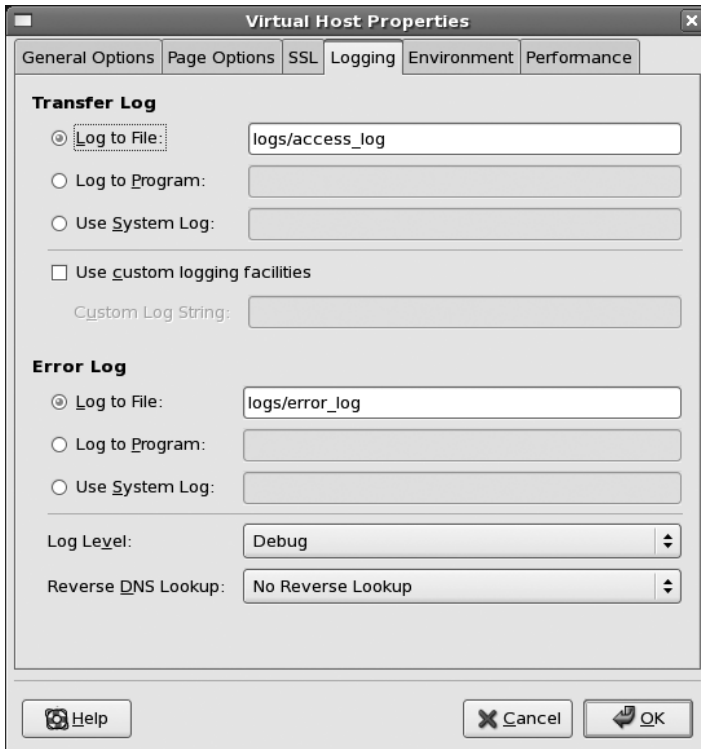 Virtual Host Properties
General Options Page Options SSL Logging Environment Performance
Transfer Log
Log to File: logs/access_log
Log to Program:
Use System Log:
Use custom logging facilities
Custom Log String:
Error Log
Log to File: logs/error_log
Log to Program:
Use System Log:
Log Level: Debug
Reverse DNS Lookup: No Reverse Lookup
Help Cancel OK